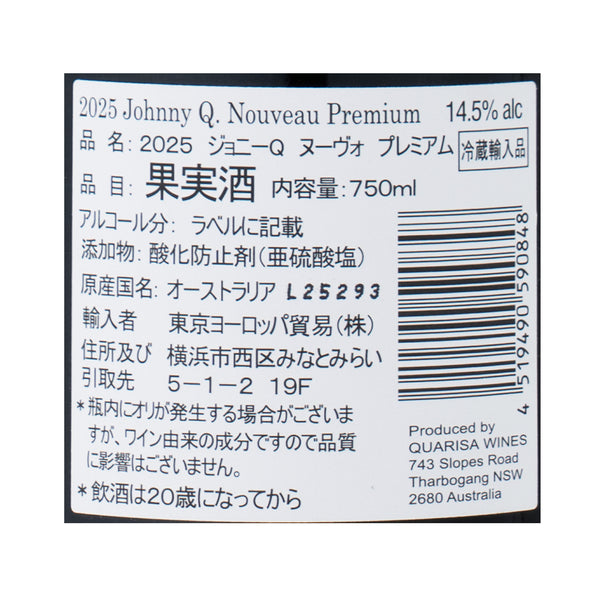 2025 Johnny Q. Nouveau Premium 14.5% alc
品 名: 2025 ジョニーQ ヌーヴォ プレミアム 冷蔵輸入品
品 目: 果実酒 内容量:750ml
アルコール分: ラベルに記載
添加物: 酸化防止剤(亜硫酸塩)
原産国名: オーストラリア L25293
輸入者 東京ヨーロッパ貿易(株)
住所及び 横浜市西区みなとみらい
引取先 5-1-2 19F
*瓶内にオリが発生する場合がございま
すが、ワイン由来の成分ですので品質
に影響はございません。
*飲酒は20歳になってから
4 519490 590848
Produced by
QUARISA WINES
743 Slopes Road
Tharbogang NSW
2680 Australia